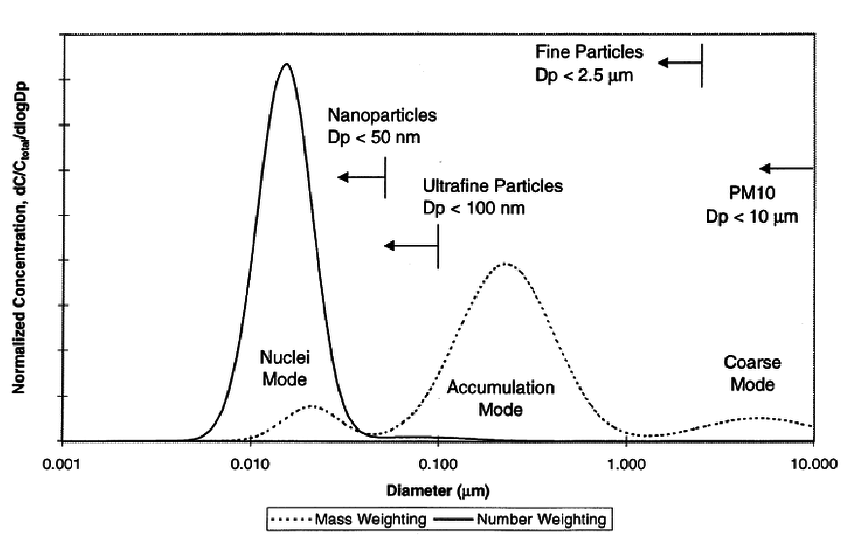 Fine Particles
Dp < 2.5 μm
Nanoparticles
Dp < 50 nm
Ultrafine Particles
Dp < 100 nm
PM10
Dp < 10 μm
Nuclei
Mode
Accumulation
Mode
Coarse
Mode
Normalized Concentration, dC/Ctotal/dlogDp
0.001 0.010 0.100 1.000 10.000
Diameter (μm)
Mass Weighting Number Weighting